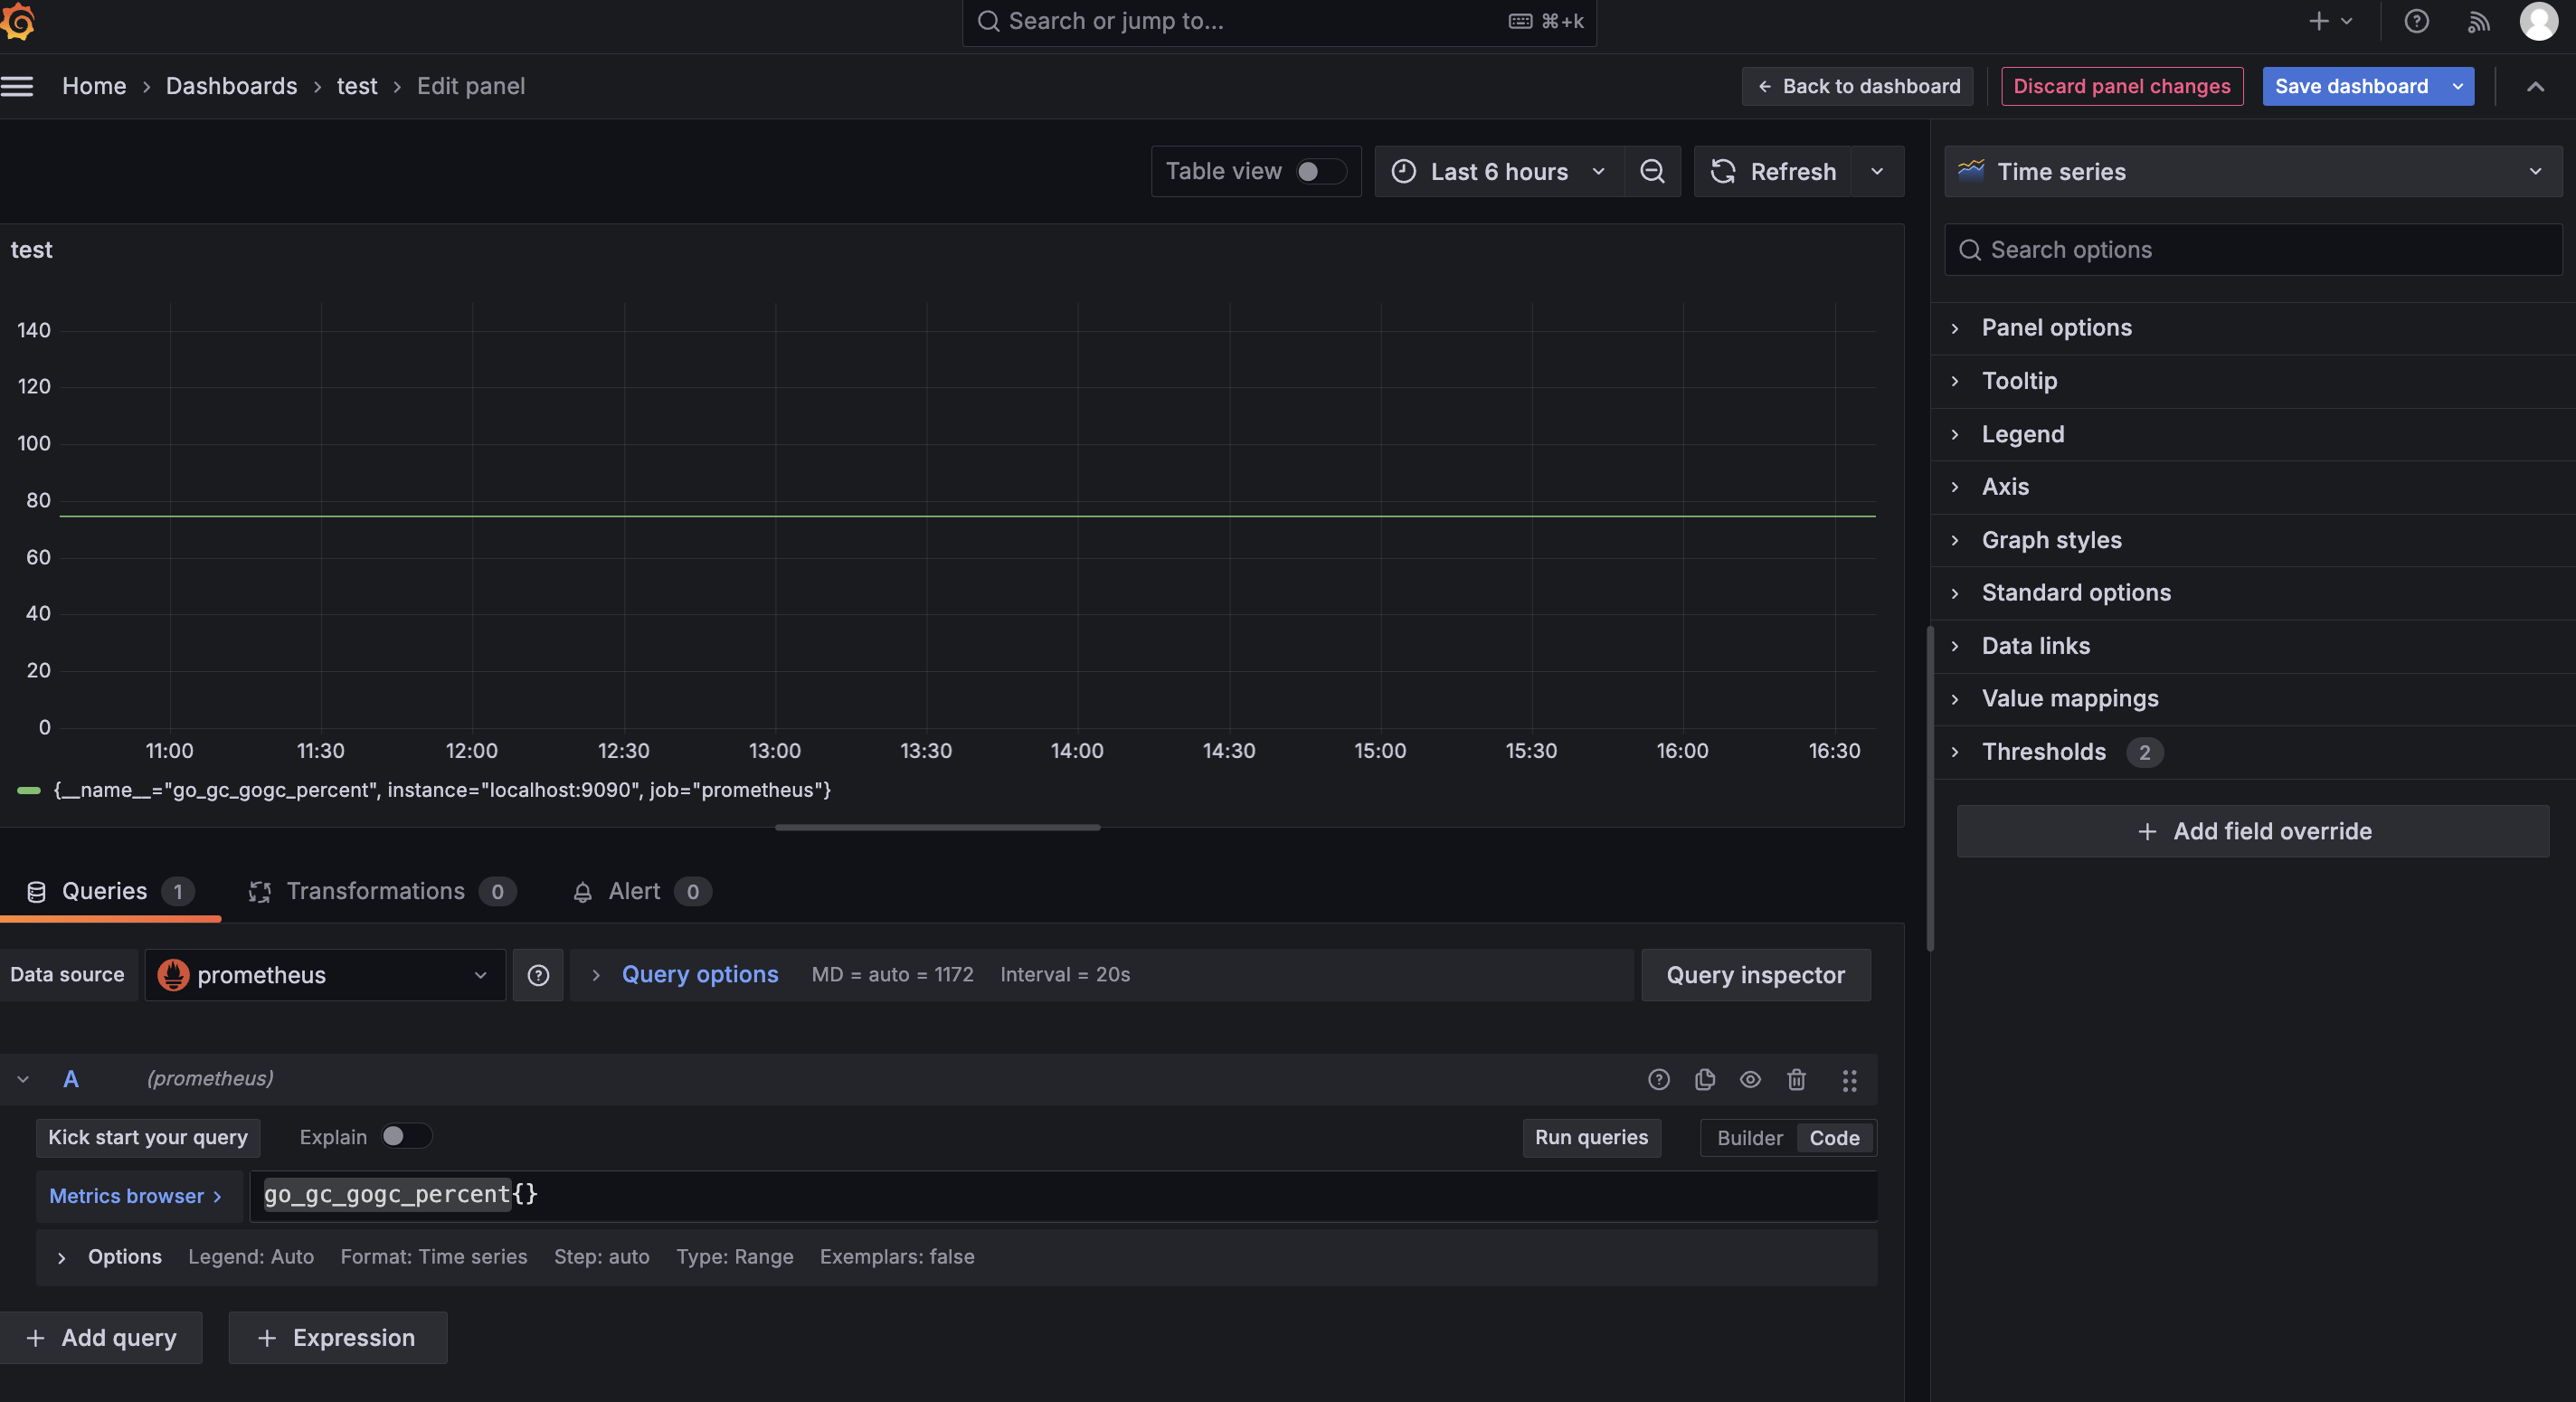 Search or jump to... ⌘+k
Home › Dashboards › test › Edit panel
← Back to dashboard
Discard panel changes
Save dashboard
Table view
Last 6 hours
Refresh
Time series
test
Search options
140
120
100
80
60
40
20
0
11:00 11:30 12:00 12:30 13:00 13:30 14:00 14:30 15:00 15:30 16:00 16:30
{__name__="go_gc_gogc_percent", instance="localhost:9090", job="prometheus"}
Panel options
Tooltip
Legend
Axis
Graph styles
Standard options
Data links
Value mappings
Thresholds 2
+ Add field override
Queries 1 Transformations 0 Alert 0
Data source prometheus Query options MD = auto = 1172 Interval = 20s Query inspector
A (prometheus)
Kick start your query Explain Run queries Builder Code
Metrics browser > go_gc_gogc_percent{}
Options Legend: Auto Format: Time series Step: auto Type: Range Exemplars: false
+ Add query + Expression